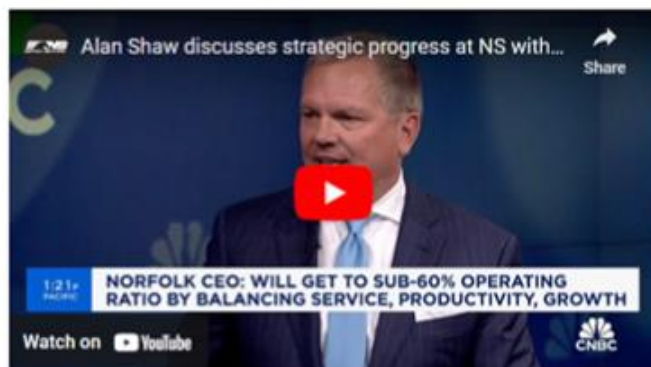 Alan Shaw discusses strategic progress at NS with...
Share
C
1:21P
PACIFIC
NORFOLK CEO: WILL GET TO SUB-60% OPERATING
RATIO BY BALANCING SERVICE, PRODUCTIVITY, GROWTH
Watch on YouTube
CNBC